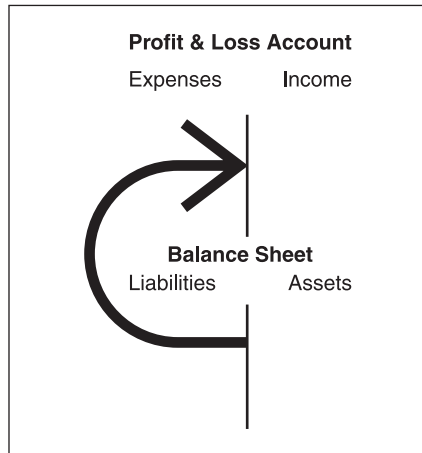 Profit & Loss Account
Expenses Income
Balance Sheet
Liabilities Assets